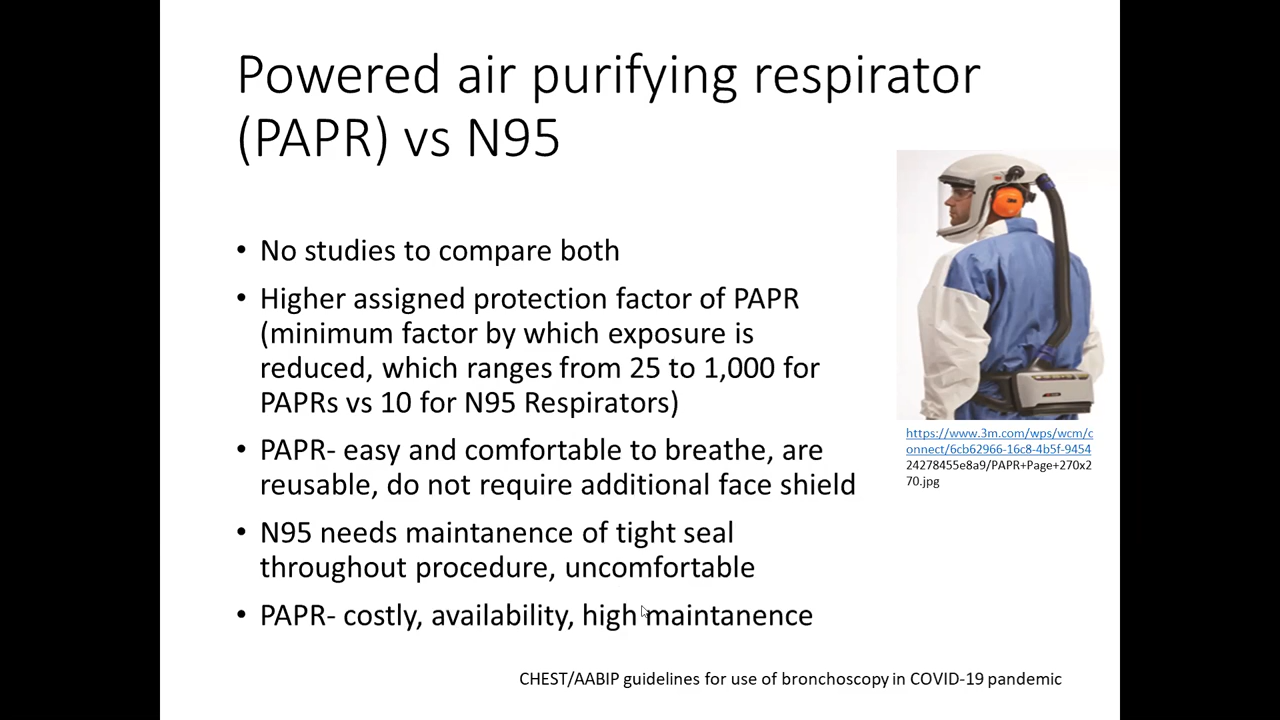 Powered air purifying respirator
(PAPR) vs N95
• No studies to compare both
• Higher assigned protection factor of PAPR
(minimum factor by which exposure is
reduced, which ranges from 25 to 1,000 for
PAPRs vs 10 for N95 Respirators)
• PAPR- easy and comfortable to breathe, are
reusable, do not require additional face shield
• N95 needs maintanence of tight seal
throughout procedure, uncomfortable
• PAPR- costly, availability, high maintanence
https://www.3m.com/wps/wcm/c
onnect/6cb62966-16c8-4b5f-9454
24278455e8a9/PAPR+Page+270x2
70.jpg
CHEST/AABIP guidelines for use of bronchoscopy in COVID-19 pandemic